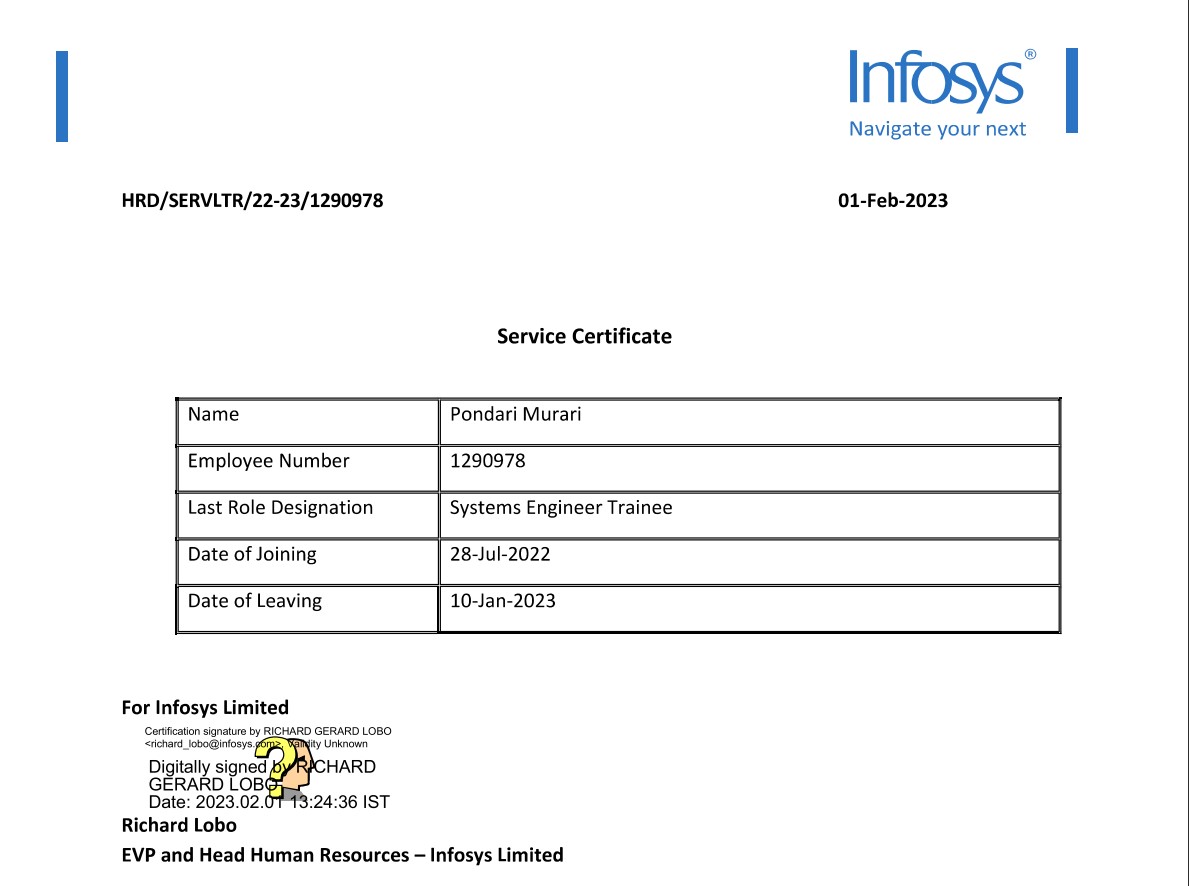 Infosys®
Navigate your next
HRD/SERVLTR/22-23/1290978 01-Feb-2023
Service Certificate
Name Pondari Murari
Employee Number 1290978
Last Role Designation Systems Engineer Trainee
Date of Joining 28-Jul-2022
Date of Leaving 10-Jan-2023
For Infosys Limited
Certification signature by RICHARD GERARD LOBO
<richard_lobo@infosys.com>, Validity Unknown
Digitally signed by RICHARD
GERARD LOBO
Date: 2023.02.01 13:24:36 IST
Richard Lobo
EVP and Head Human Resources – Infosys Limited